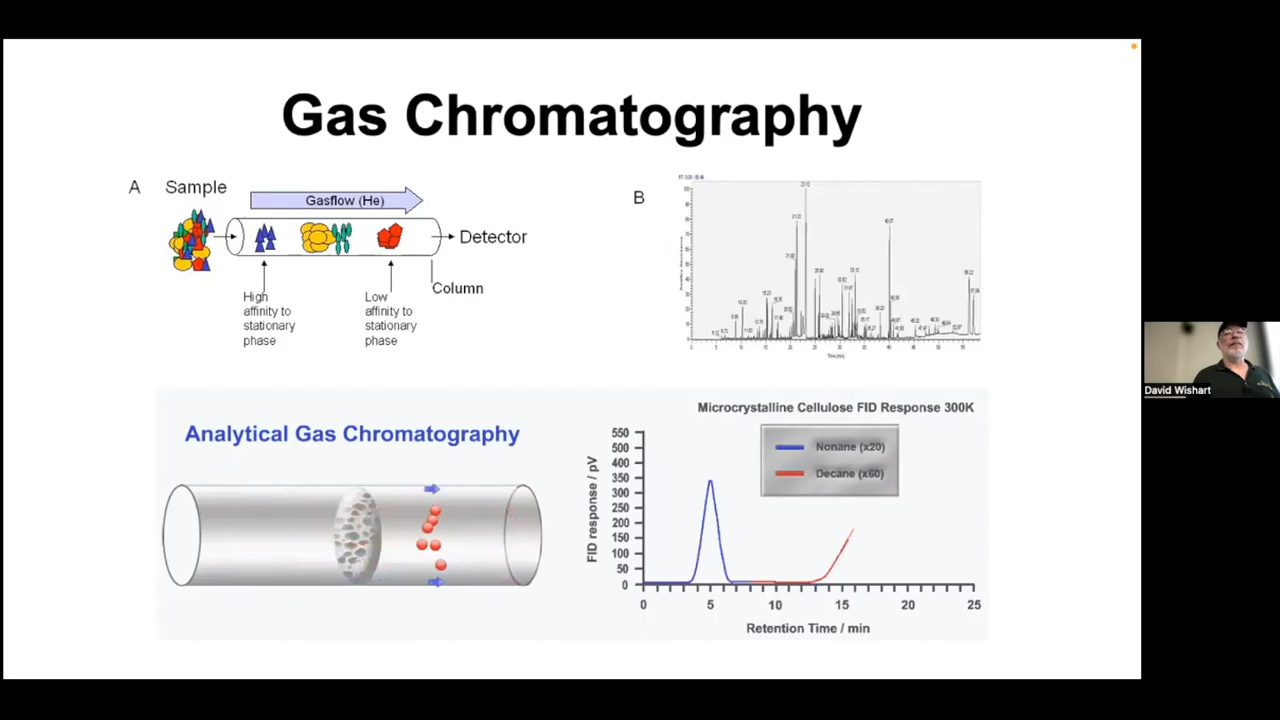 Gas Chromatography
A
Sample
Gasflow (He)
Detector
Column
High
affinity to
stationary
phase
Low
affinity to
stationary
phase
B
Time (min)
Analytical Gas Chromatography
Microcrystalline Cellulose FID Response 300K
Nonane (x20)
Decane (x60)
FID response / pV
550
500
450
400
350
300
250
200
150
100
50
0
0 5 10 15 20 25
Retention Time / min
David Wishart